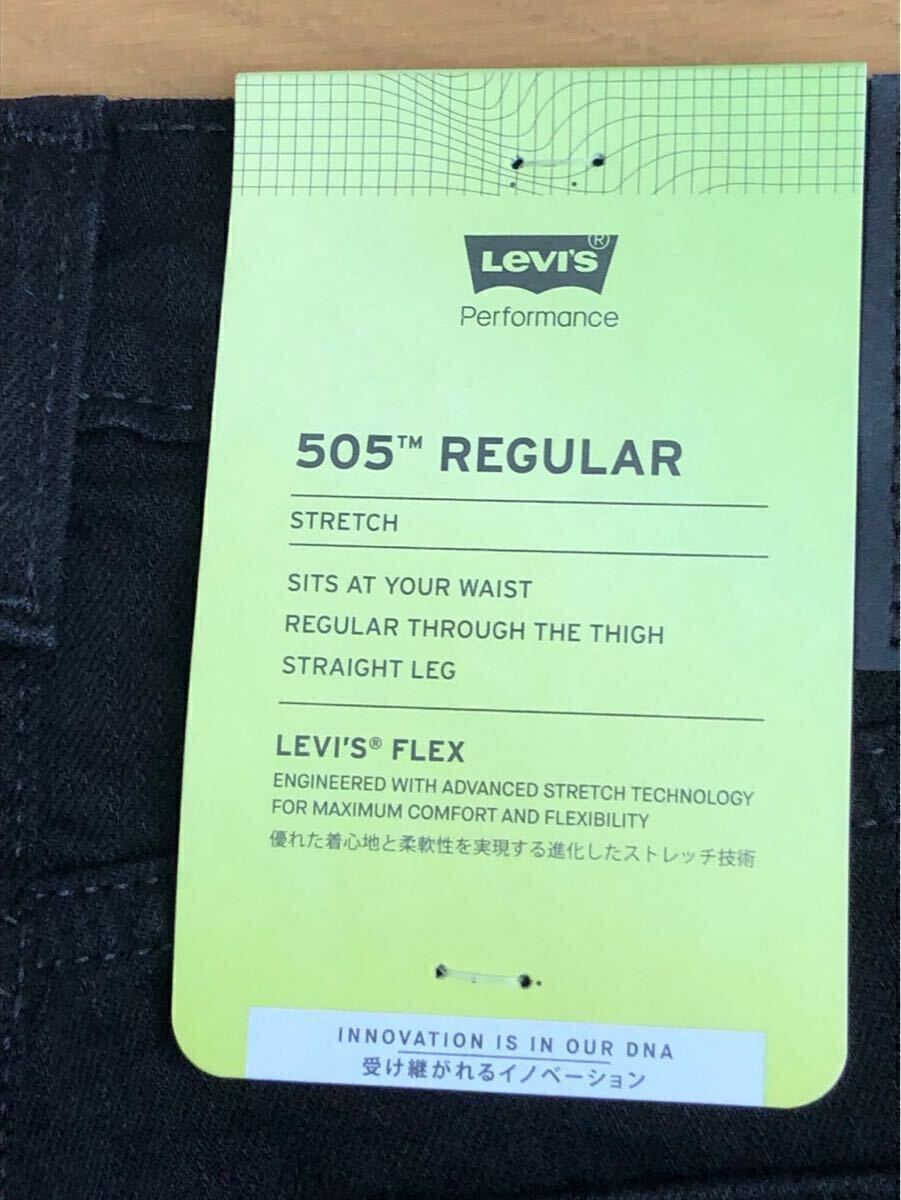 LEVI'S®
Performance
505™ REGULAR
STRETCH
SITS AT YOUR WAIST
REGULAR THROUGH THE THIGH
STRAIGHT LEG
LEVI'S® FLEX
ENGINEERED WITH ADVANCED STRETCH TECHNOLOGY
FOR MAXIMUM COMFORT AND FLEXIBILITY
優れた着心地と柔軟性を実現する進化したストレッチ技術
INNOVATION IS IN OUR DNA
受け継がれるイノベーション